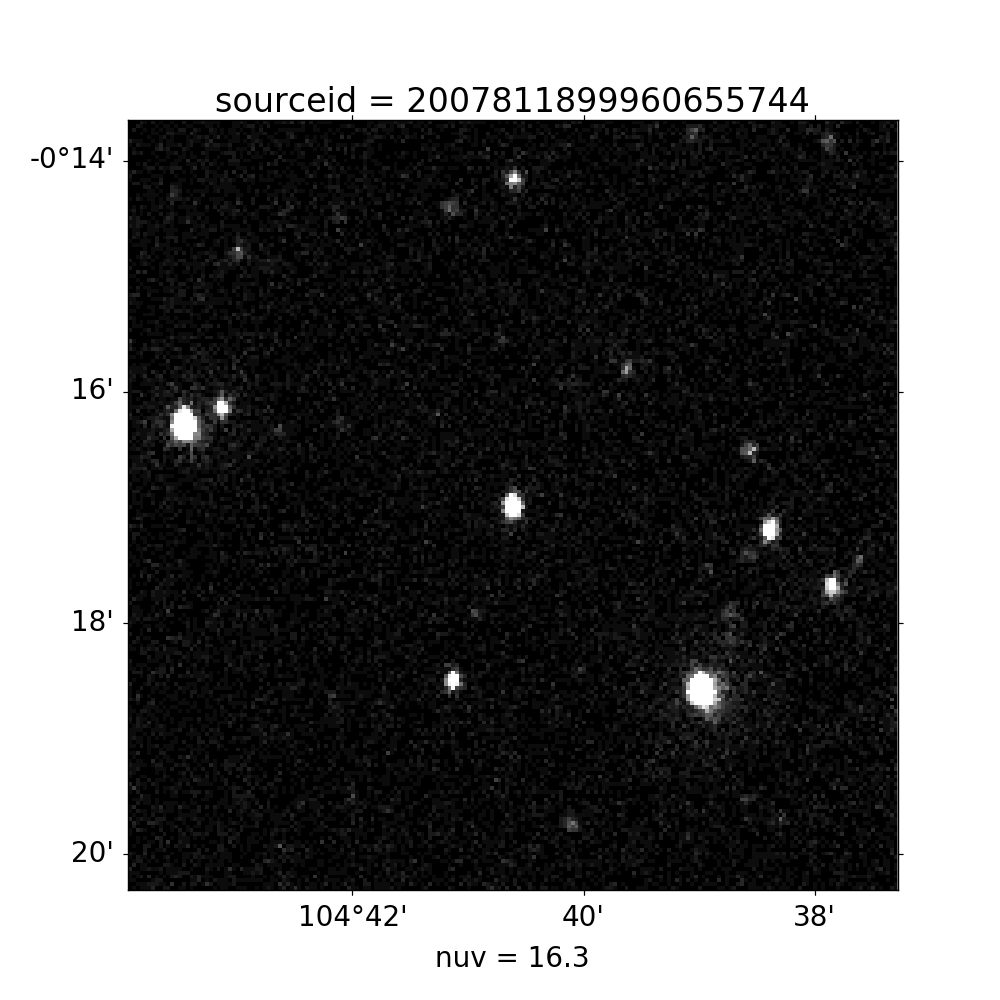 sourceid = 2007811899960655744
-0°14'
16'
18'
20'
104°42' 40' 38'
nuv = 16.3